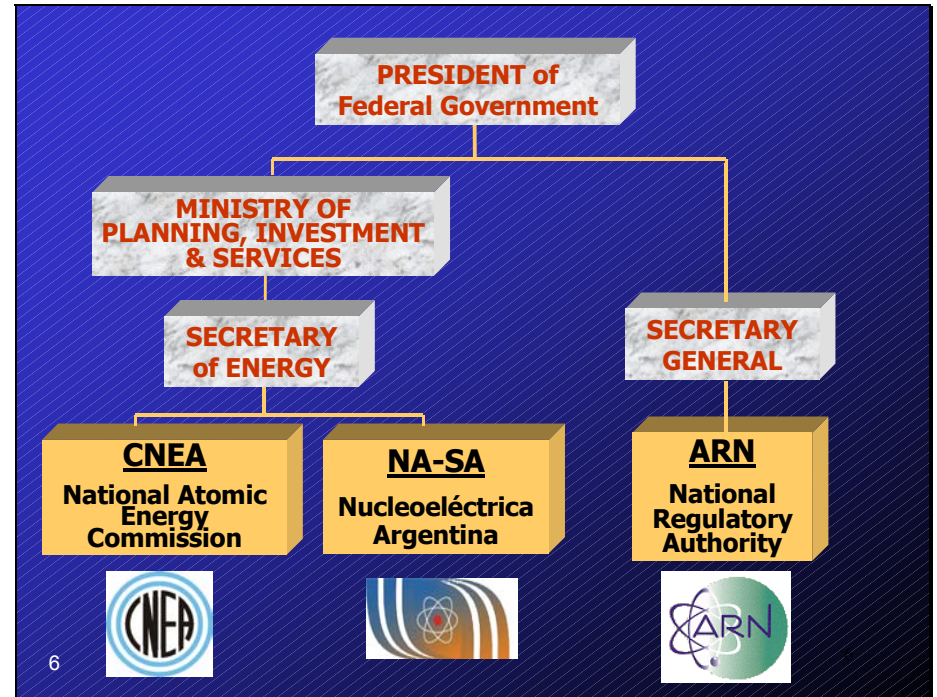 PRESIDENT of
Federal Government
MINISTRY OF
PLANNING, INVESTMENT
& SERVICES
SECRETARY
of ENERGY
SECRETARY
GENERAL
CNEA
National Atomic
Energy
Commission
NA-SA
Nucleoeléctrica
Argentina
ARN
National
Regulatory
Authority
CNEA
ARN
6